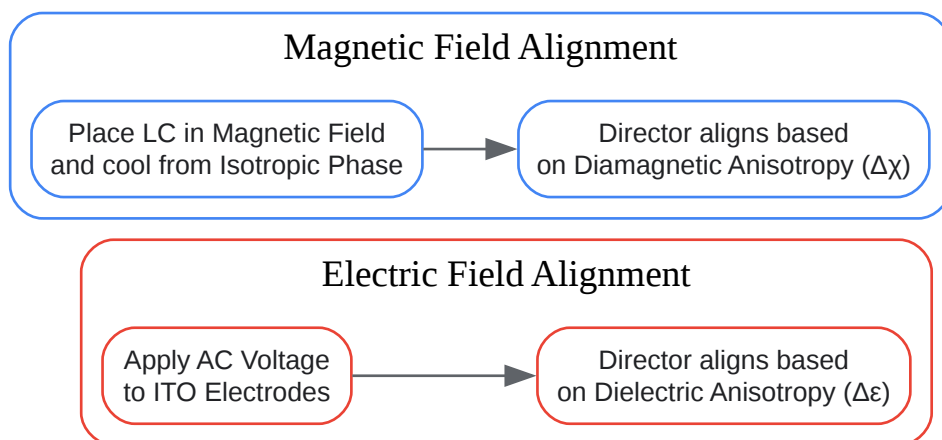 Magnetic Field Alignment
Place LC in Magnetic Field
and cool from Isotropic Phase
Director aligns based
on Diamagnetic Anisotropy (Δχ)
Electric Field Alignment
Apply AC Voltage
to ITO Electrodes
Director aligns based
on Dielectric Anisotropy (Δε)